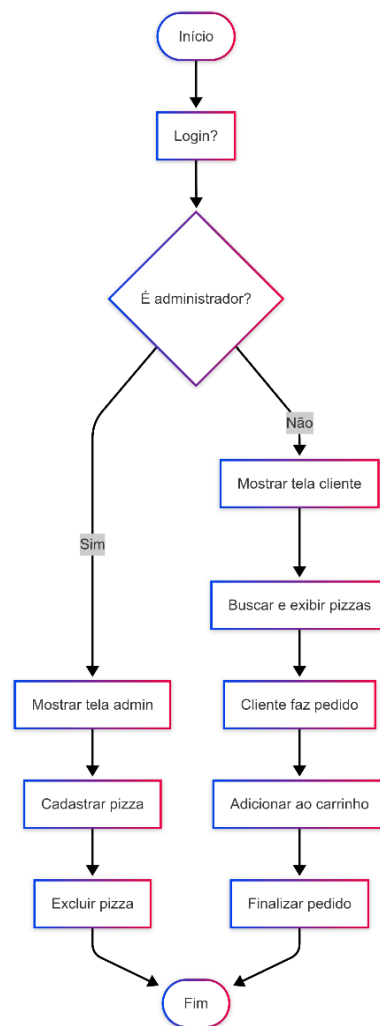 Início
Login?
É administrador?
Não
Mostrar tela cliente
Sim
Buscar e exibir pizzas
Mostrar tela admin
Cliente faz pedido
Cadastrar pizza
Adicionar ao carrinho
Excluir pizza
Finalizar pedido
Fim